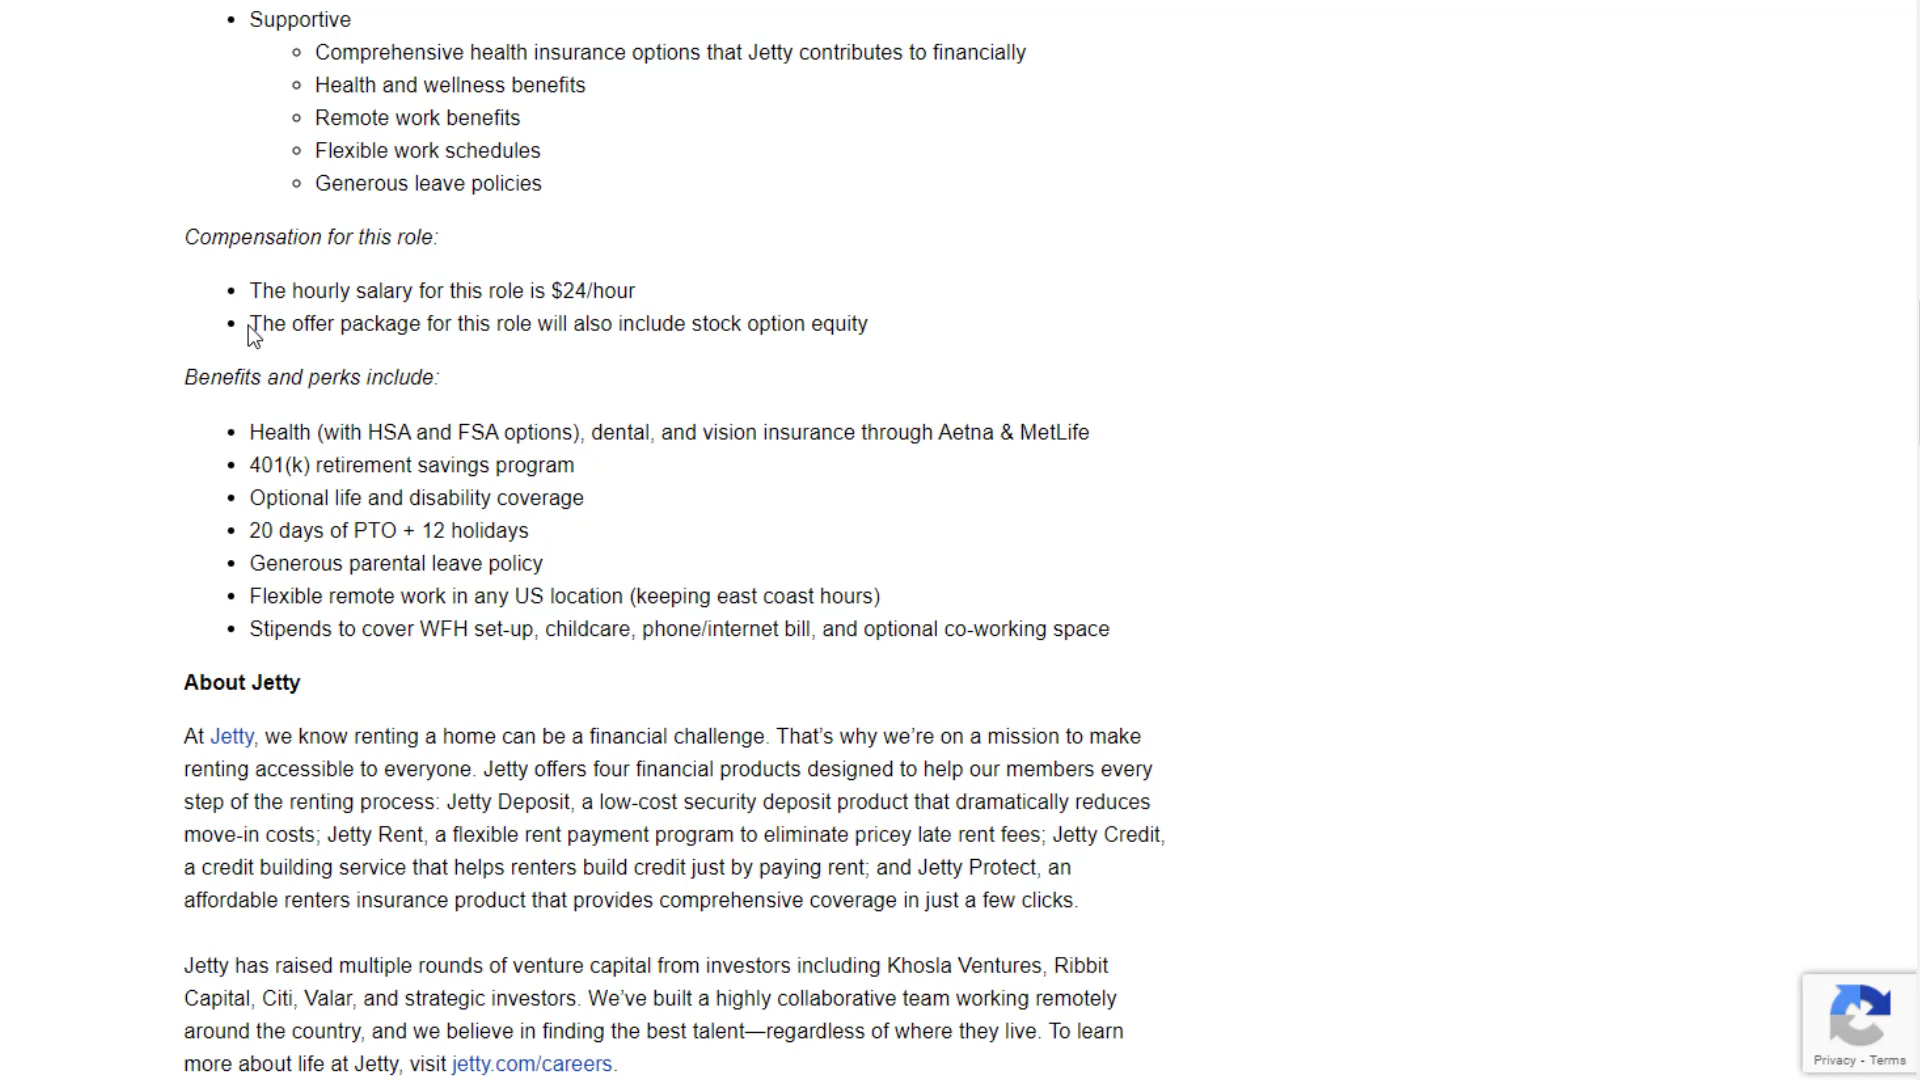 Supportive
Comprehensive health insurance options that Jetty contributes to financially
Health and wellness benefits
Remote work benefits
Flexible work schedules
Generous leave policies
Compensation for this role:
The hourly salary for this role is $24/hour
The offer package for this role will also include stock option equity
Benefits and perks include:
Health (with HSA and FSA options), dental, and vision insurance through Aetna & MetLife
401(k) retirement savings program
Optional life and disability coverage
20 days of PTO + 12 holidays
Generous parental leave policy
Flexible remote work in any US location (keeping east coast hours)
Stipends to cover WFH set-up, childcare, phone/internet bill, and optional co-working space
About Jetty
At Jetty, we know renting a home can be a financial challenge. That’s why we’re on a mission to make
renting accessible to everyone. Jetty offers four financial products designed to help our members every
step of the renting process: Jetty Deposit, a low-cost security deposit product that dramatically reduces
move-in costs; Jetty Rent, a flexible rent payment program to eliminate pricey late rent fees; Jetty Credit,
a credit building service that helps renters build credit just by paying rent; and Jetty Protect, an
affordable renters insurance product that provides comprehensive coverage in just a few clicks.
Jetty has raised multiple rounds of venture capital from investors including Khosla Ventures, Ribbit
Capital, Citi, Valar, and strategic investors. We’ve built a highly collaborative team working remotely
around the country, and we believe in finding the best talent—regardless of where they live. To learn
more about life at Jetty, visit jetty.com/careers.
Privacy - Terms